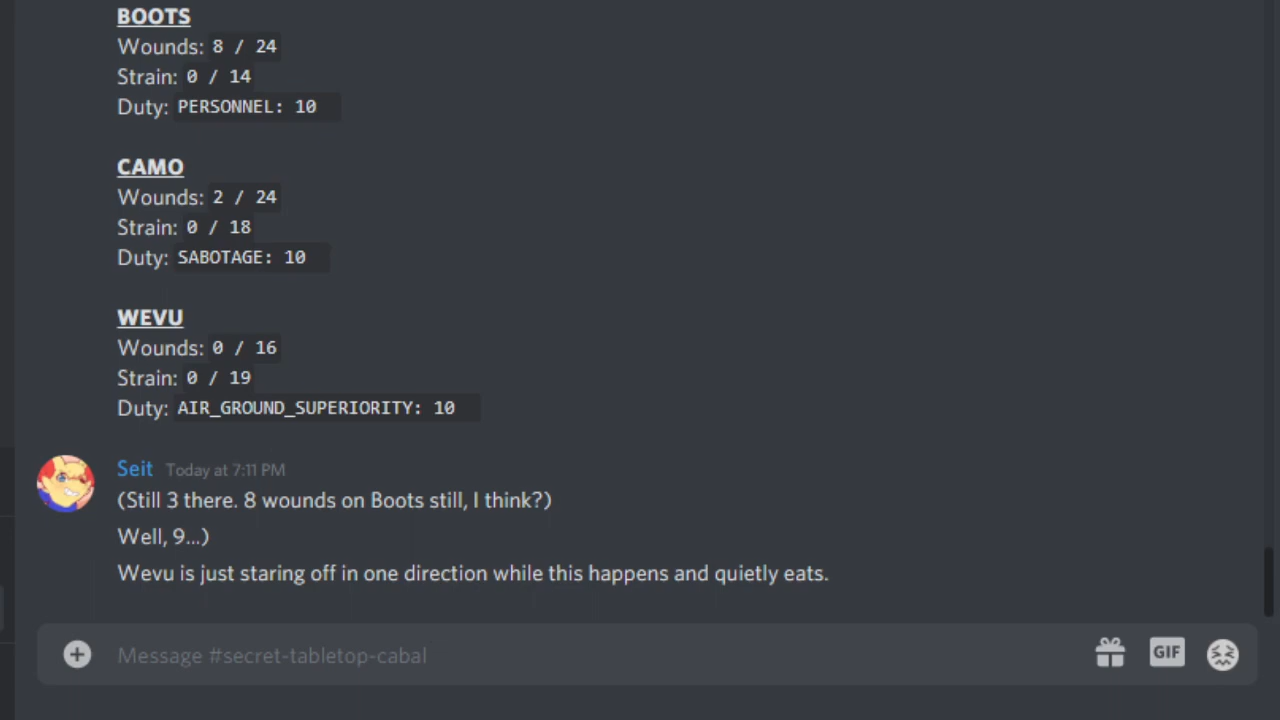 BOOTS
Wounds: 8 / 24
Strain: 0 / 14
Duty: PERSONNEL: 10
CAMO
Wounds: 2 / 24
Strain: 0 / 18
Duty: SABOTAGE: 10
WEVU
Wounds: 0 / 16
Strain: 0 / 19
Duty: AIR_GROUND_SUPERIORITY: 10
Seit Today at 7:11 PM
(Still 3 there. 8 wounds on Boots still, I think?)
Well, 9...)
Wevu is just staring off in one direction while this happens and quietly eats.
Message #secret-tabletop-cabal GIF